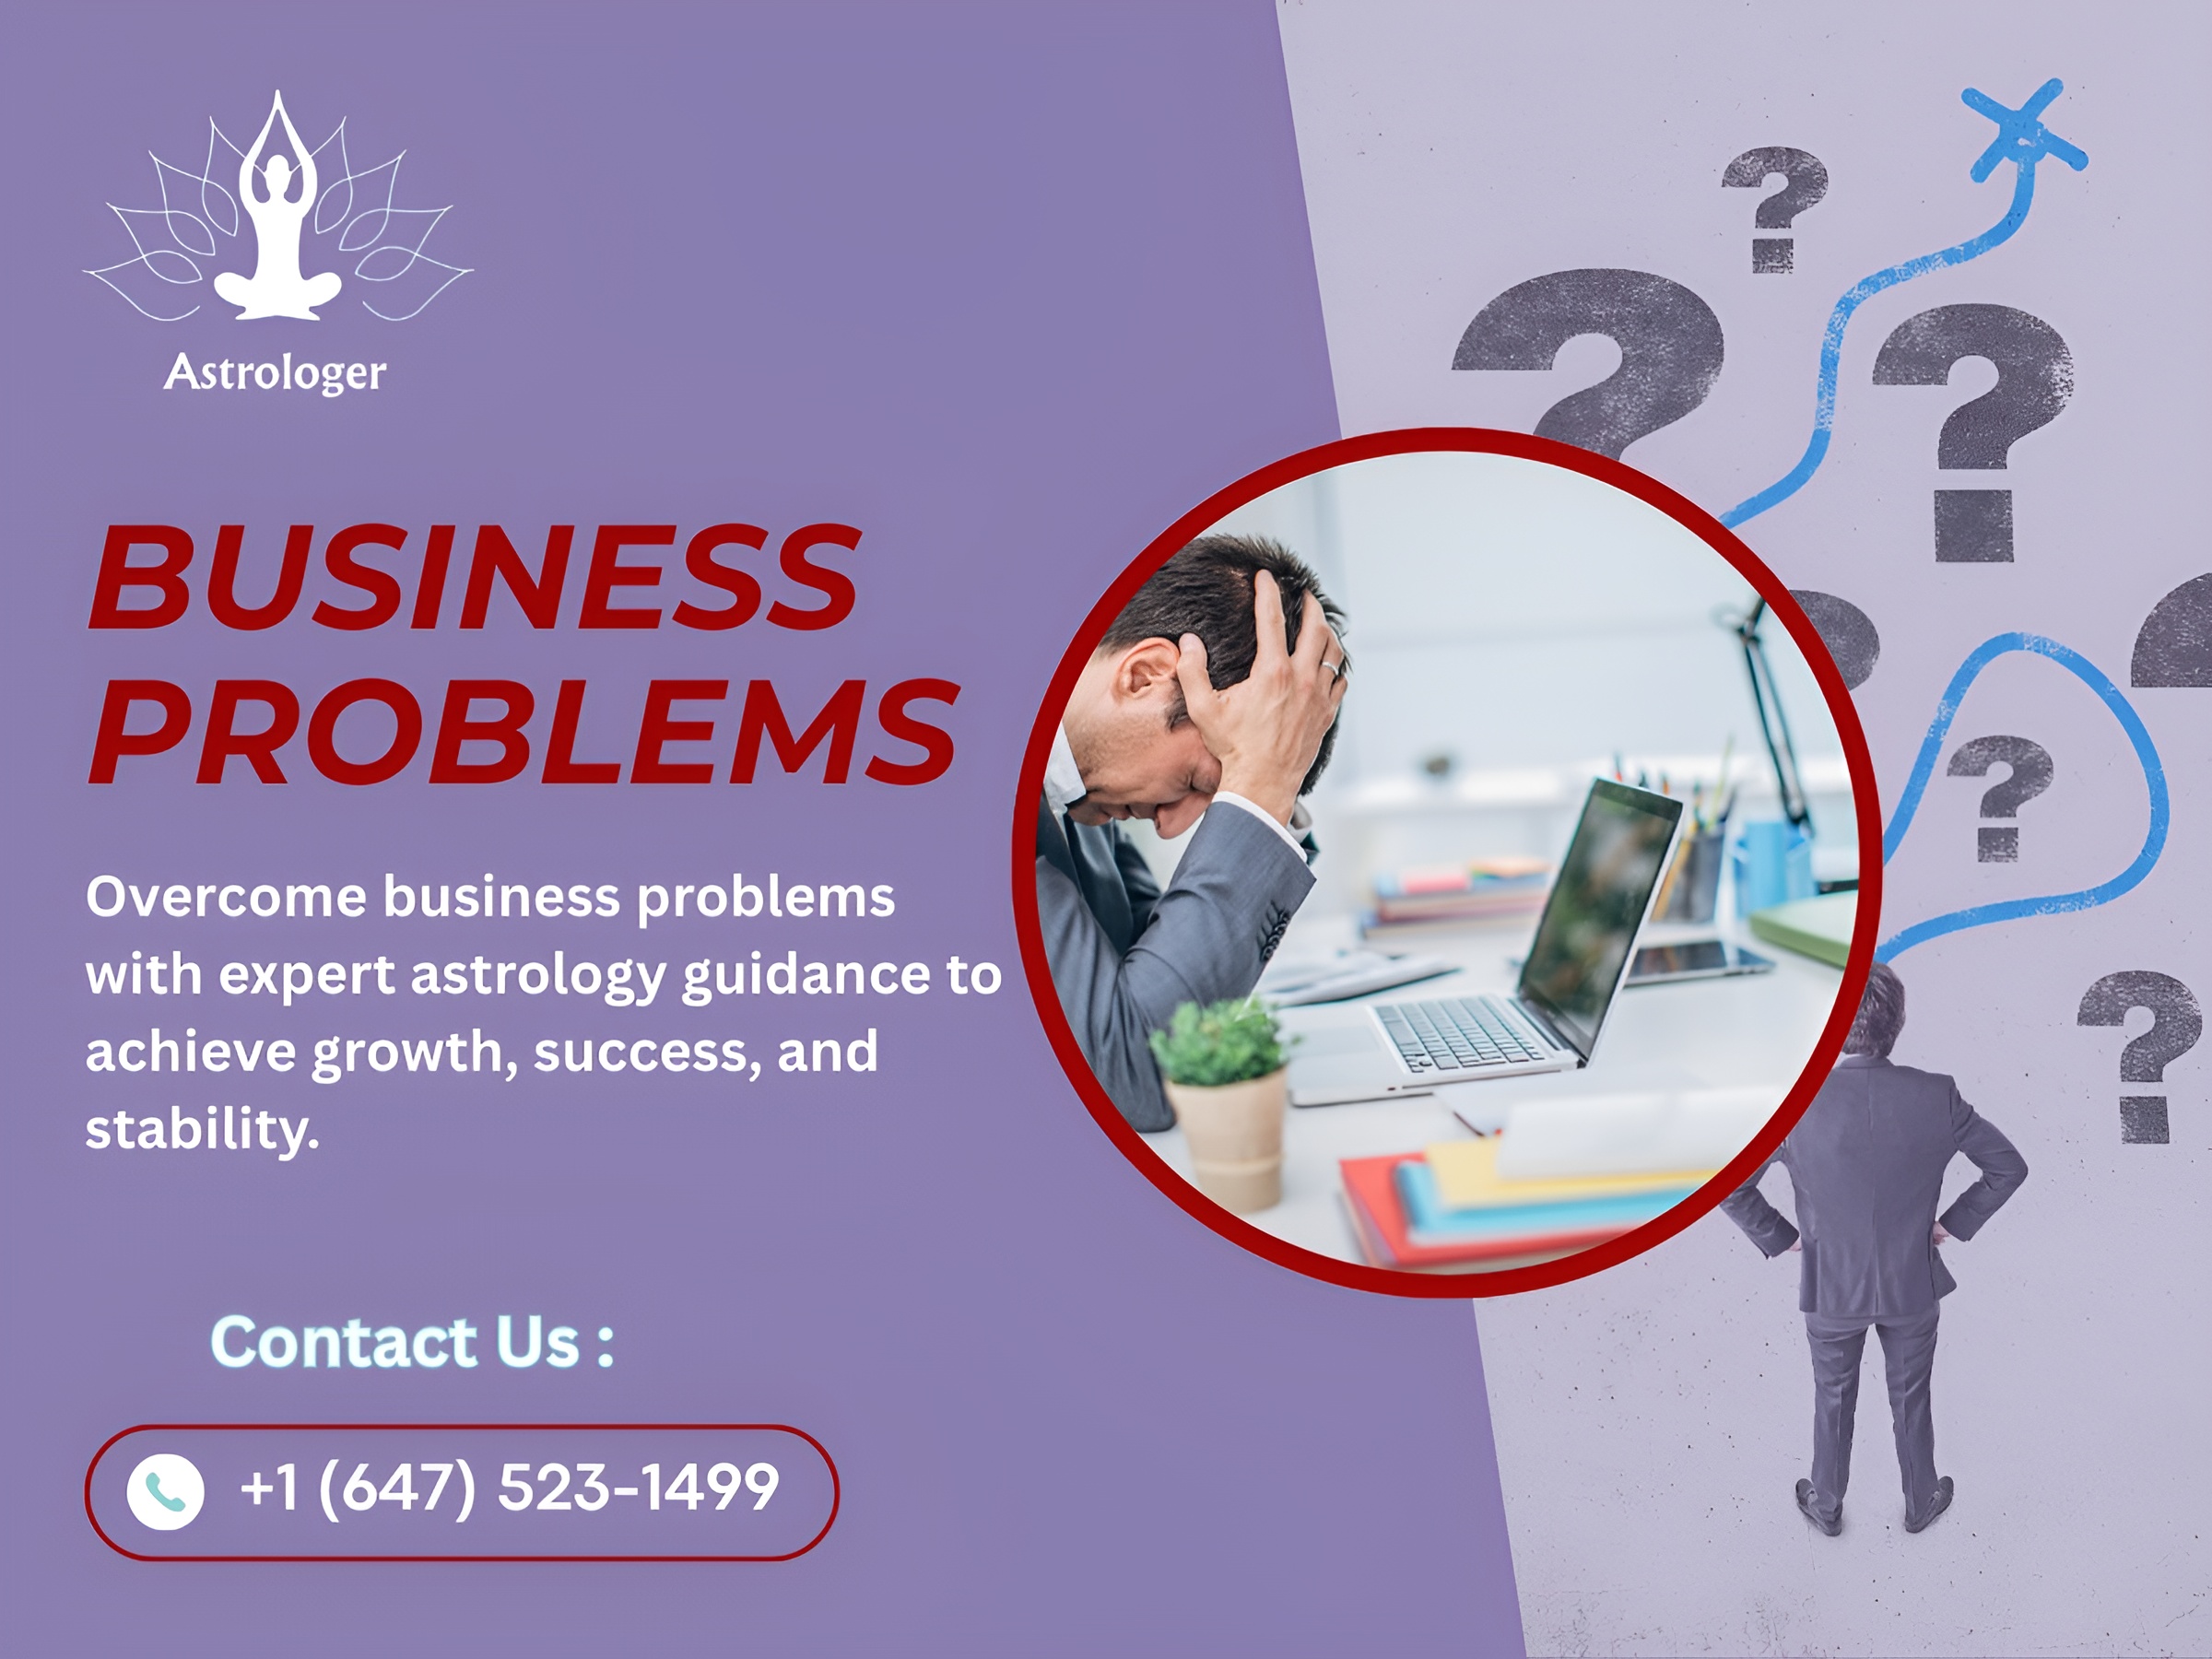 Astrologer
BUSINESS
PROBLEMS
Overcome business problems
with expert astrology guidance to
achieve growth, success, and
stability.
Contact Us :
+1 (647) 523-1499
? ? ? ? ? ? ?